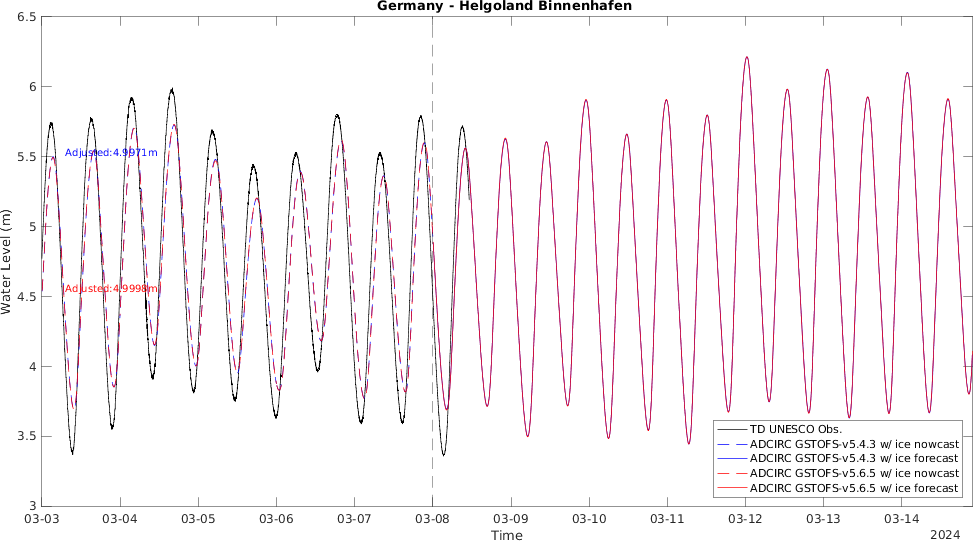 Germany - Helgoland Binnenhafen
6.5
6
5.5
5
4.5
4
3.5
3
Water Level (m)
Adjusted:4.9971m
Adjusted:4.9998m
TD UNESCO Obs.
ADCIRC GSTOFS-v5.4.3 w/ ice nowcast
ADCIRC GSTOFS-v5.4.3 w/ ice forecast
ADCIRC GSTOFS-v5.6.5 w/ ice nowcast
ADCIRC GSTOFS-v5.6.5 w/ ice forecast
03-03 03-04 03-05 03-06 03-07 03-08 03-09 03-10 03-11 03-12 03-13 03-14
Time
2024